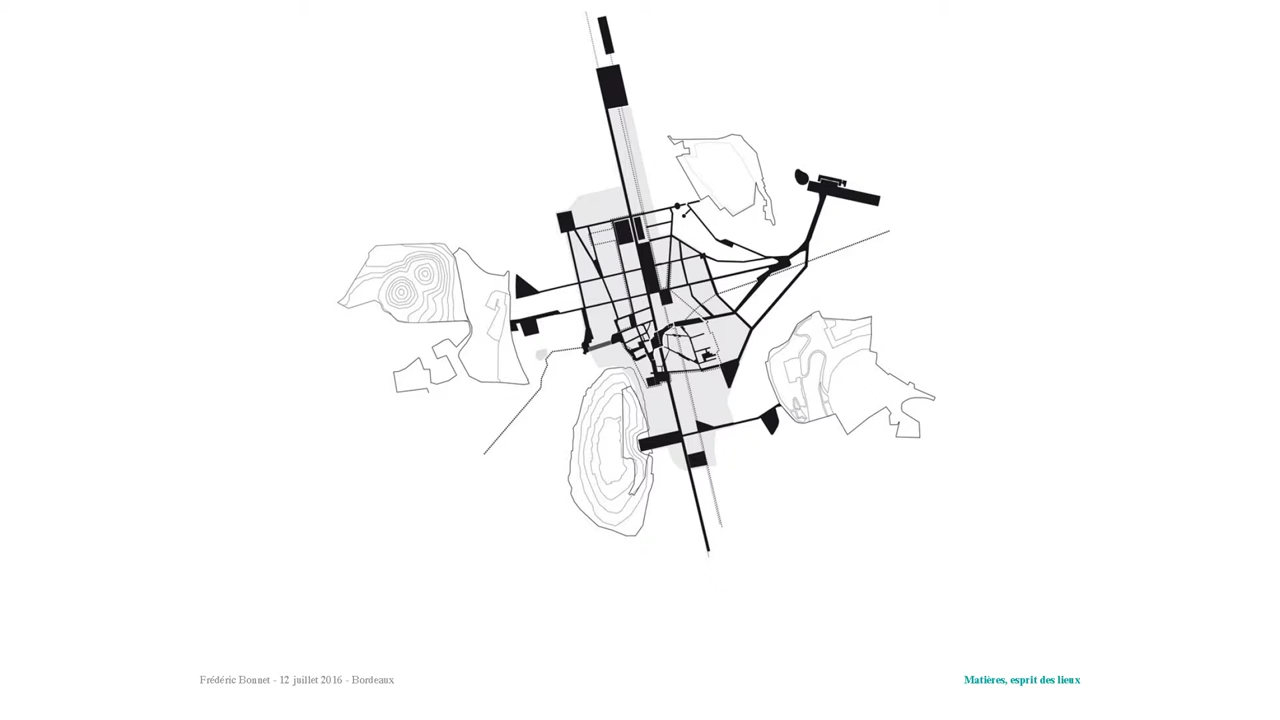 Frédéric Bonnet - 12 juillet 2016 - Bordeaux
Matières, esprit des lieux